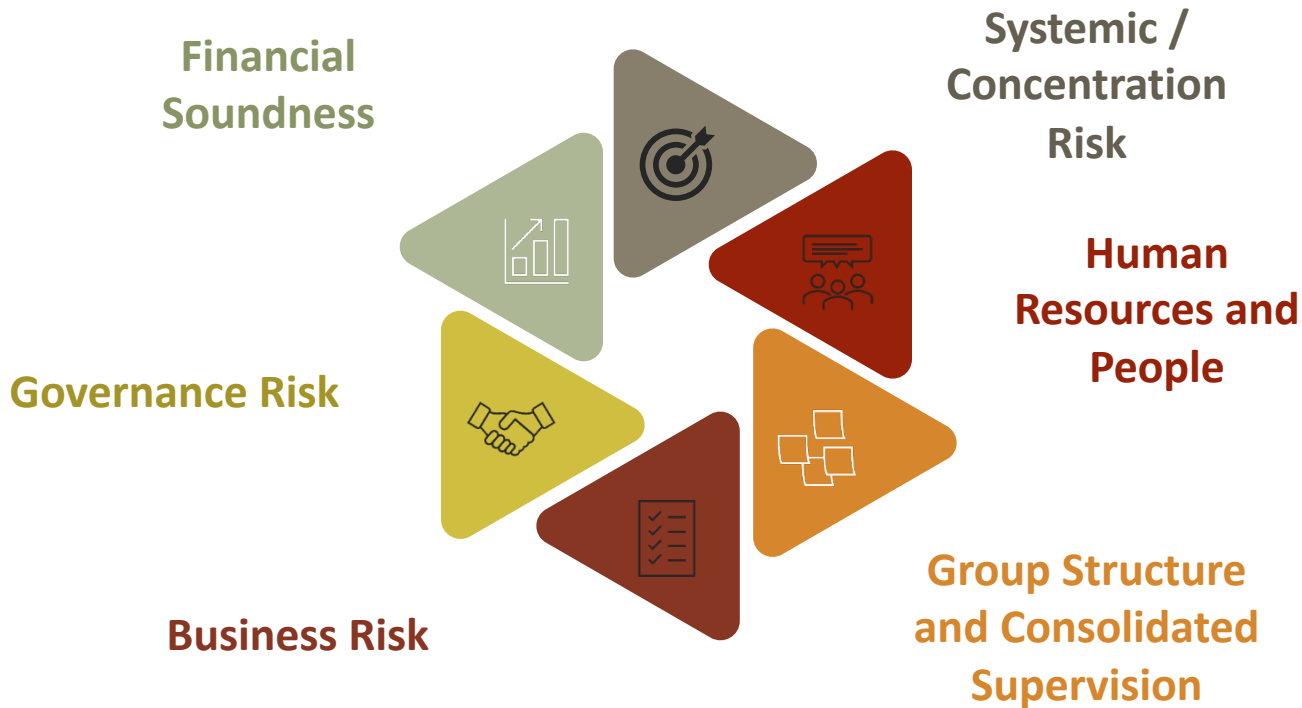 Financial
Soundness
Systemic /
Concentration
Risk
Human
Resources and
People
Governance Risk
Business Risk
Group Structure
and Consolidated
Supervision